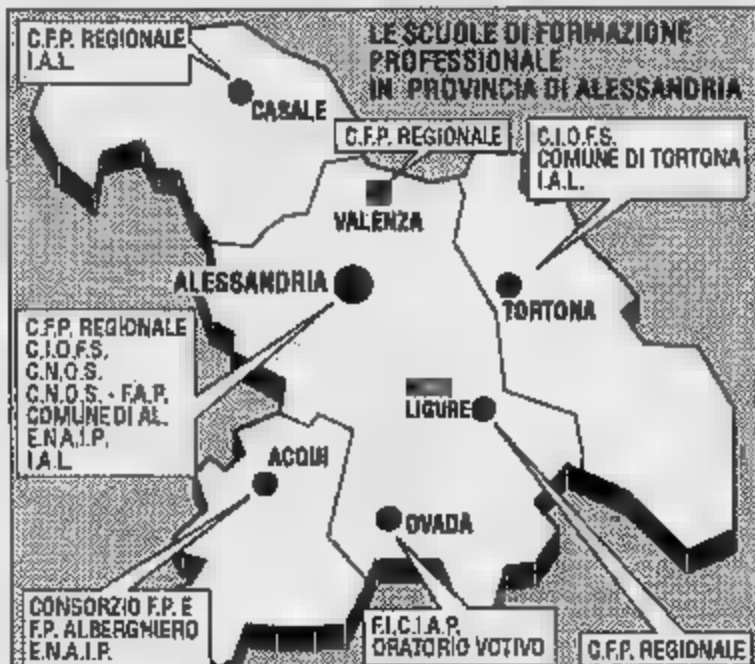 C.F.P. REGIONALE
I.A.L.
LE SCUOLE DI FORMAZIONE
PROFESSIONALE
IN PROVINCIA DI ALESSANDRIA
CASALE
C.F.P. REGIONALE
C.I.O.F.S.
COMUNE DI TORTONA
I.A.L.
VALENZA
ALESSANDRIA
TORTONA
C.F.P. REGIONALE
C.I.O.F.S.
C.N.O.S.
C.N.O.S. - F.A.P.
COMUNE DI AL.
E.N.A.I.P.
I.A.L.
LIGURE
ACQUI
OVADA
CONSORZIO F.P. E
F.P. ALBERGHIERO
E.N.A.I.P.
F.I.C.I.A.P.
ORATORIO VOTIVO
C.F.P. REGIONALE